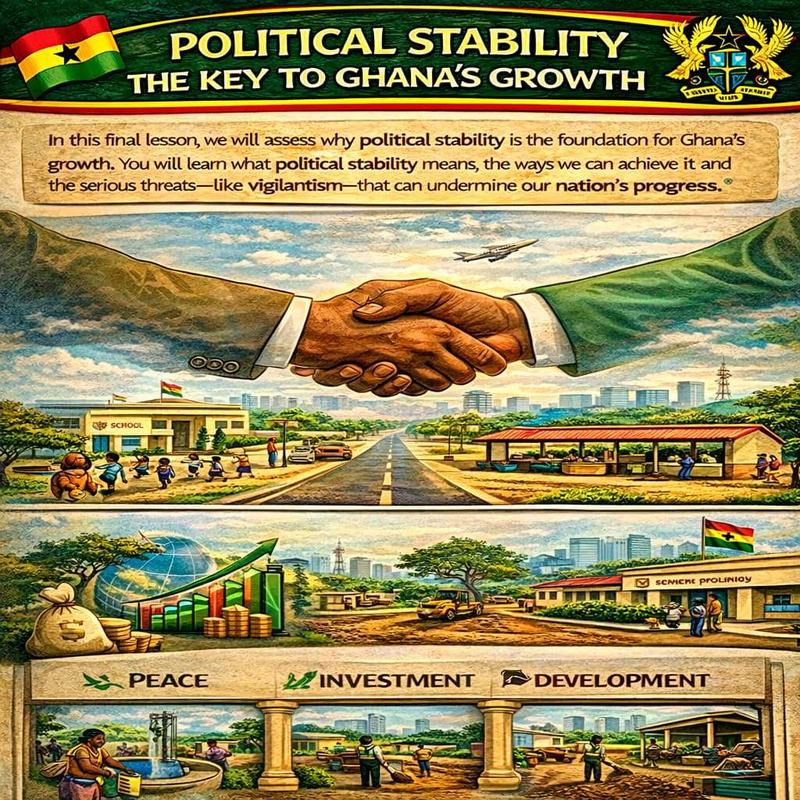 POLITICAL STABILITY
THE KEY TO GHANA'S GROWTH
In this final lesson, we will assess why political stability is the foundation for Ghana's
growth. You will learn what political stability means, the ways we can achieve it and
the serious threats—like vigilantism—that can undermine our nation's progress.
SCHOOL
PEACE
INVESTMENT
DEVELOPMENT